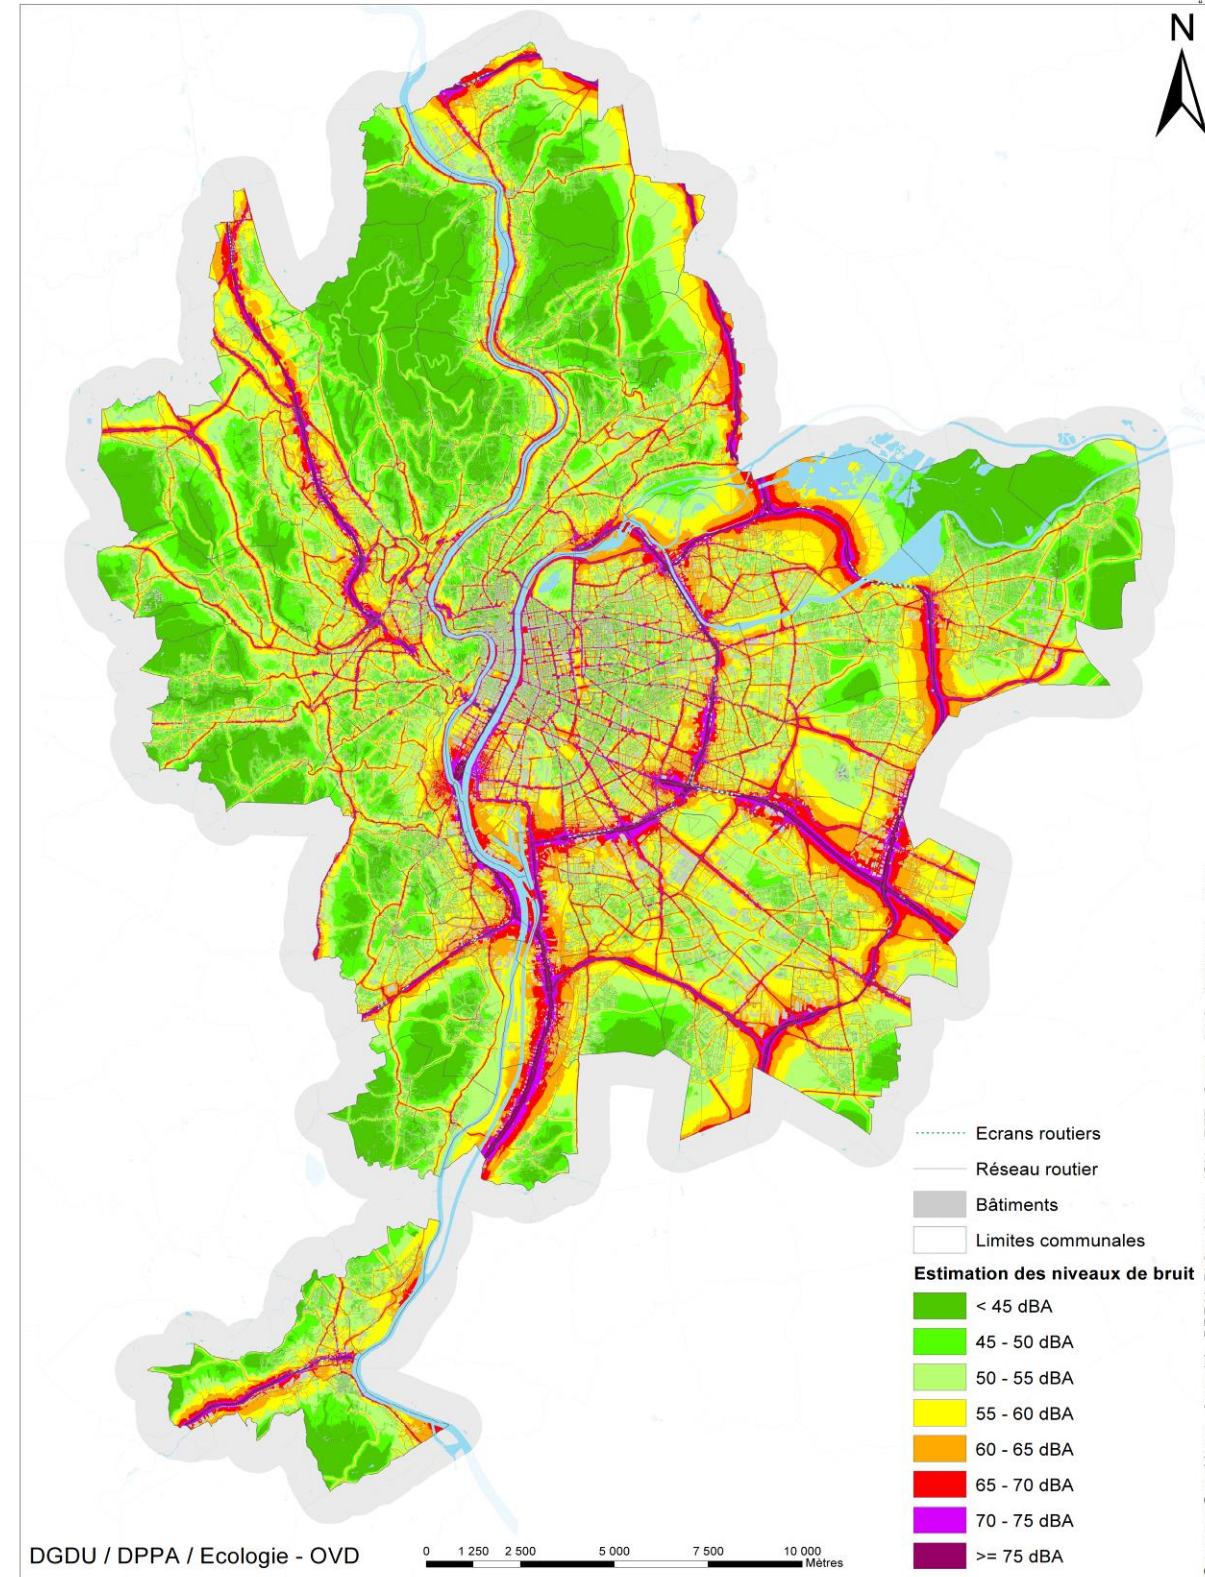 N
Ecrans routiers
Réseau routier
Bâtiments
Limites communales
Estimation des niveaux de bruit
< 45 dBA
45 - 50 dBA
50 - 55 dBA
55 - 60 dBA
60 - 65 dBA
65 - 70 dBA
70 - 75 dBA
>= 75 dBA
DGDU / DPPA / Ecologie - OVD
0 1 250 2 500 5 000 7 500 10 000
Mètres